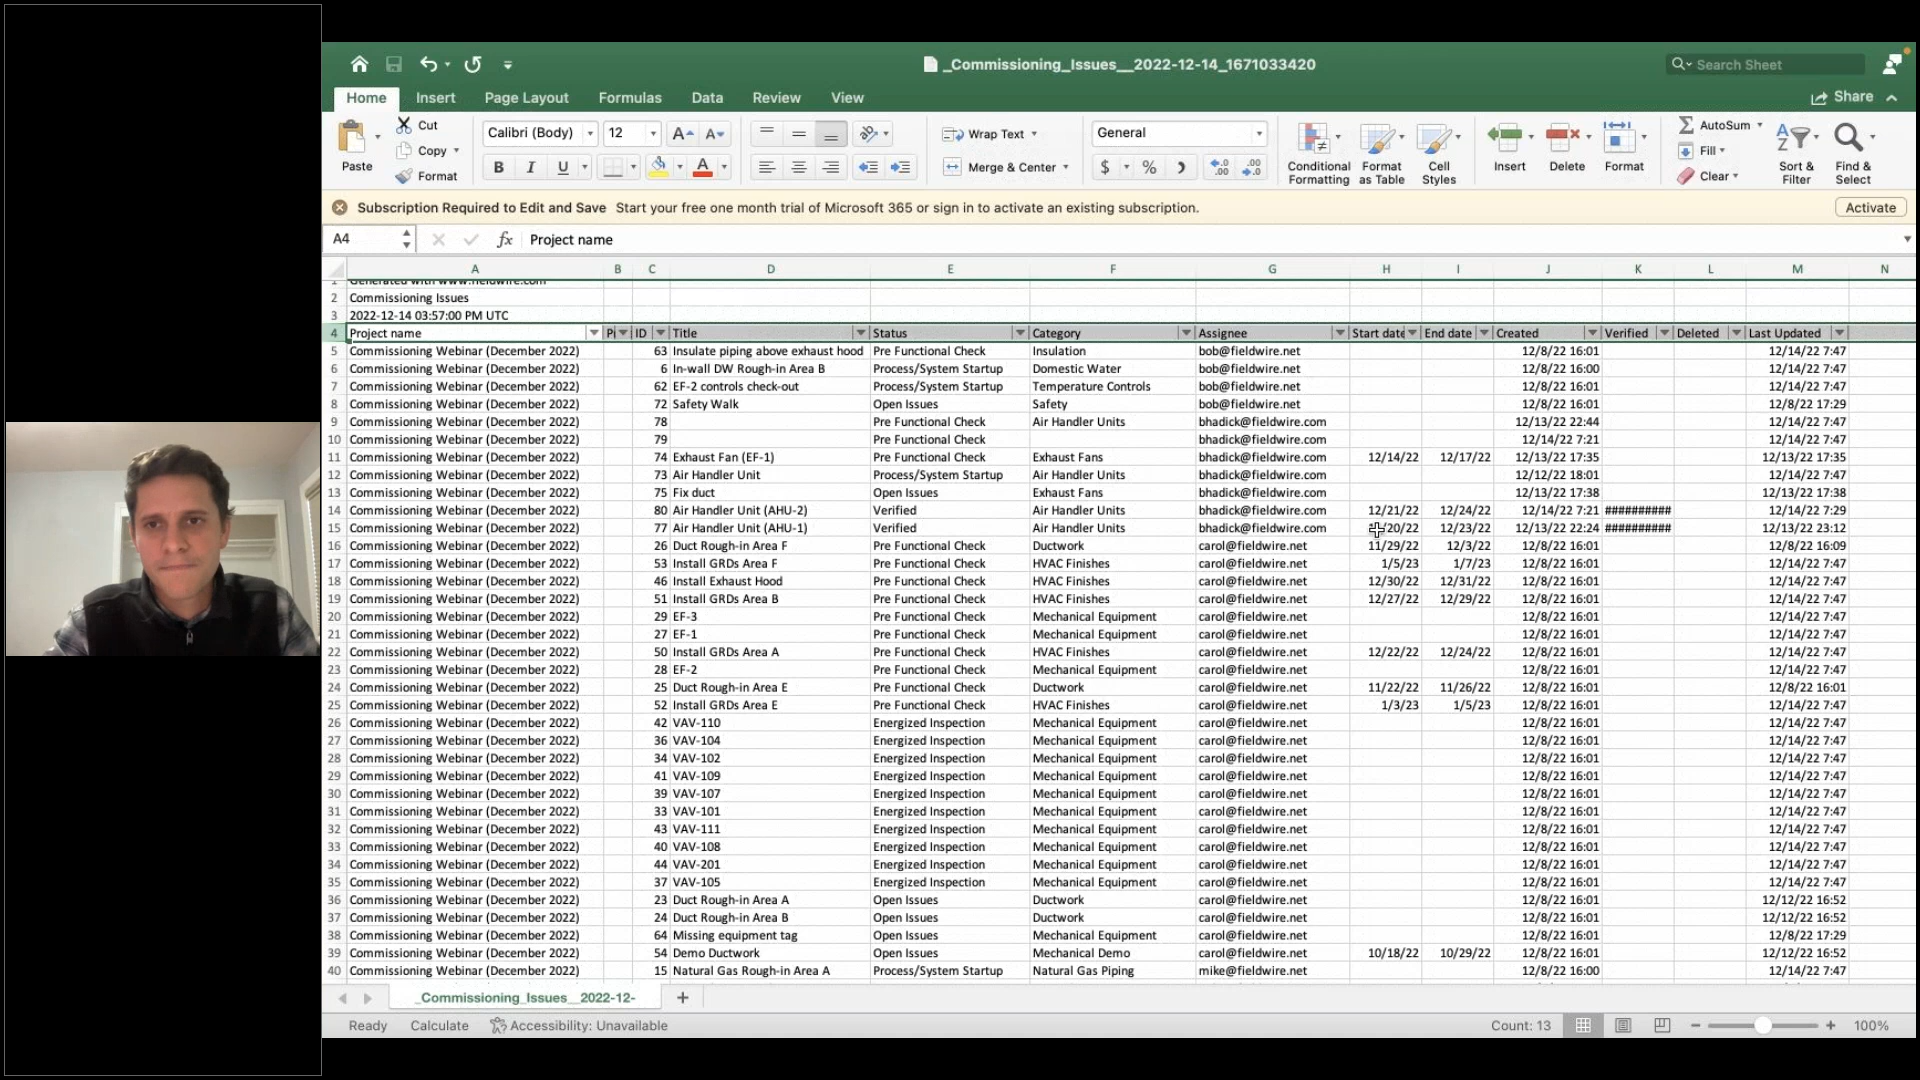 _Commissioning_Issues__2022-12-14_1671033420
Search Sheet
Home Insert Page Layout Formulas Data Review View
Share
Paste
Cut
Copy
Format
Calibri (Body) 12
B I U
Wrap Text
Merge & Center
General
$ %
Conditional Formatting
Format as Table
Cell Styles
Insert Delete Format
AutoSum
Fill
Clear
Sort & Filter
Find & Select
Subscription Required to Edit and Save Start your free one month trial of Microsoft 365 or sign in to activate an existing subscription. Activate
A4 fx Project name
A B C D E F G H I J K L M N
1 Generated with www.fieldwire.com
2 Commissioning Issues
3 2022-12-14 03:57:00 PM UTC
4 Project name Pi ID Title Status Category Assignee Start date End date Created Verified Deleted Last Updated
5 Commissioning Webinar (December 2022) 63 Insulate piping above exhaust hood Pre Functional Check Insulation bob@fieldwire.net 12/8/22 16:01 12/14/22 7:47
6 Commissioning Webinar (December 2022) 6 In-wall DW Rough-in Area B Process/System Startup Domestic Water bob@fieldwire.net 12/8/22 16:00 12/14/22 7:47
7 Commissioning Webinar (December 2022) 62 EF-2 controls check-out Process/System Startup Temperature Controls bob@fieldwire.net 12/8/22 16:01 12/14/22 7:47
8 Commissioning Webinar (December 2022) 72 Safety Walk Open Issues Safety bob@fieldwire.net 12/8/22 16:01 12/8/22 17:29
9 Commissioning Webinar (December 2022) 78 Pre Functional Check Air Handler Units bhadick@fieldwire.com 12/13/22 22:44 12/14/22 7:47
10 Commissioning Webinar (December 2022) 79 Pre Functional Check bhadick@fieldwire.com 12/14/22 7:21 12/14/22 7:47
11 Commissioning Webinar (December 2022) 74 Exhaust Fan (EF-1) Pre Functional Check Exhaust Fans bhadick@fieldwire.com 12/14/22 12/17/22 12/13/22 17:35 12/13/22 17:35
12 Commissioning Webinar (December 2022) 73 Air Handler Unit Process/System Startup Air Handler Units bhadick@fieldwire.com 12/12/22 18:01 12/14/22 7:47
13 Commissioning Webinar (December 2022) 75 Fix duct Open Issues Exhaust Fans bhadick@fieldwire.com 12/13/22 17:38 12/13/22 17:38
14 Commissioning Webinar (December 2022) 80 Air Handler Unit (AHU-2) Verified Air Handler Units bhadick@fieldwire.com 12/21/22 12/24/22 12/14/22 7:21 ########## 12/14/22 7:29
15 Commissioning Webinar (December 2022) 77 Air Handler Unit (AHU-1) Verified Air Handler Units bhadick@fieldwire.com /20/22 12/23/22 12/13/22 22:24 ########## 12/13/22 23:12
16 Commissioning Webinar (December 2022) 26 Duct Rough-in Area F Pre Functional Check Ductwork carol@fieldwire.net 11/29/22 12/3/22 12/8/22 16:01 12/8/22 16:09
17 Commissioning Webinar (December 2022) 53 Install GRDs Area F Pre Functional Check HVAC Finishes carol@fieldwire.net 1/5/23 1/7/23 12/8/22 16:01 12/14/22 7:47
18 Commissioning Webinar (December 2022) 46 Install Exhaust Hood Pre Functional Check HVAC Finishes carol@fieldwire.net 12/30/22 12/31/22 12/8/22 16:01 12/14/22 7:47
19 Commissioning Webinar (December 2022) 51 Install GRDs Area B Pre Functional Check HVAC Finishes carol@fieldwire.net 12/27/22 12/29/22 12/8/22 16:01 12/14/22 7:47
20 Commissioning Webinar (December 2022) 29 EF-3 Pre Functional Check Mechanical Equipment carol@fieldwire.net 12/8/22 16:01 12/14/22 7:47
21 Commissioning Webinar (December 2022) 27 EF-1 Pre Functional Check Mechanical Equipment carol@fieldwire.net 12/8/22 16:01 12/14/22 7:47
22 Commissioning Webinar (December 2022) 50 Install GRDs Area A Pre Functional Check HVAC Finishes carol@fieldwire.net 12/22/22 12/24/22 12/8/22 16:01 12/14/22 7:47
23 Commissioning Webinar (December 2022) 28 EF-2 Pre Functional Check Mechanical Equipment carol@fieldwire.net 12/8/22 16:01 12/14/22 7:47
24 Commissioning Webinar (December 2022) 25 Duct Rough-in Area E Pre Functional Check Ductwork carol@fieldwire.net 11/22/22 11/26/22 12/8/22 16:01 12/8/22 16:01
25 Commissioning Webinar (December 2022) 52 Install GRDs Area E Pre Functional Check HVAC Finishes carol@fieldwire.net 1/3/23 1/5/23 12/8/22 16:01 12/14/22 7:47
26 Commissioning Webinar (December 2022) 42 VAV-110 Energized Inspection Mechanical Equipment carol@fieldwire.net 12/8/22 16:01 12/14/22 7:47
27 Commissioning Webinar (December 2022) 36 VAV-104 Energized Inspection Mechanical Equipment carol@fieldwire.net 12/8/22 16:01 12/14/22 7:47
28 Commissioning Webinar (December 2022) 34 VAV-102 Energized Inspection Mechanical Equipment carol@fieldwire.net 12/8/22 16:01 12/14/22 7:47
29 Commissioning Webinar (December 2022) 41 VAV-109 Energized Inspection Mechanical Equipment carol@fieldwire.net 12/8/22 16:01 12/14/22 7:47
30 Commissioning Webinar (December 2022) 39 VAV-107 Energized Inspection Mechanical Equipment carol@fieldwire.net 12/8/22 16:01 12/14/22 7:47
31 Commissioning Webinar (December 2022) 33 VAV-101 Energized Inspection Mechanical Equipment carol@fieldwire.net 12/8/22 16:01 12/14/22 7:47
32 Commissioning Webinar (December 2022) 43 VAV-111 Energized Inspection Mechanical Equipment carol@fieldwire.net 12/8/22 16:01 12/14/22 7:47
33 Commissioning Webinar (December 2022) 40 VAV-108 Energized Inspection Mechanical Equipment carol@fieldwire.net 12/8/22 16:01 12/14/22 7:47
34 Commissioning Webinar (December 2022) 44 VAV-201 Energized Inspection Mechanical Equipment carol@fieldwire.net 12/8/22 16:01 12/14/22 7:47
35 Commissioning Webinar (December 2022) 37 VAV-105 Energized Inspection Mechanical Equipment carol@fieldwire.net 12/8/22 16:01 12/14/22 7:47
36 Commissioning Webinar (December 2022) 23 Duct Rough-in Area A Open Issues Ductwork carol@fieldwire.net 12/8/22 16:01 12/12/22 16:52
37 Commissioning Webinar (December 2022) 24 Duct Rough-in Area B Open Issues Ductwork carol@fieldwire.net 12/8/22 16:01 12/12/22 16:52
38 Commissioning Webinar (December 2022) 64 Missing equipment tag Open Issues Mechanical Equipment carol@fieldwire.net 12/8/22 16:01 12/8/22 17:29
39 Commissioning Webinar (December 2022) 54 Demo Ductwork Open Issues Mechanical Demo carol@fieldwire.net 10/18/22 10/29/22 12/8/22 16:01 12/12/22 16:52
40 Commissioning Webinar (December 2022) 15 Natural Gas Rough-in Area A Process/System Startup Natural Gas Piping mike@fieldwire.net 12/8/22 16:00 12/14/22 7:47
_Commissioning_Issues__2022-12- +
Ready Calculate Accessibility: Unavailable Count: 13 100%